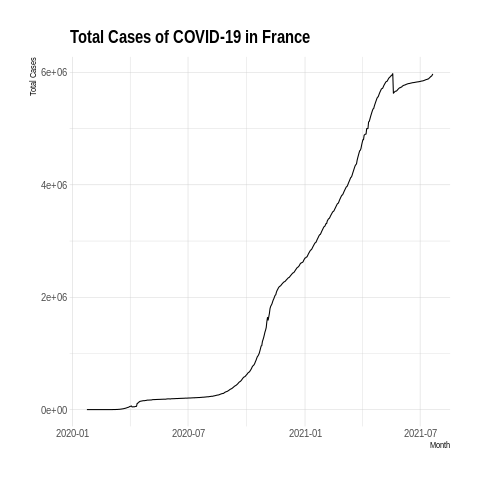 Total Cases of COVID-19 in France
Total Cases
6e+06
4e+06
2e+06
0e+00
2020-01 2020-07 2021-01 2021-07
Month